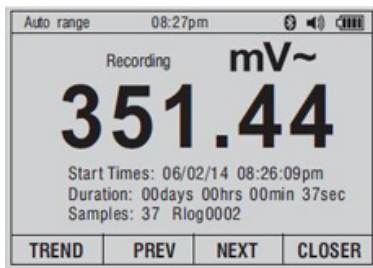 Auto range 08:27pm
Recording mV~
351.44
Start Times: 06/02/14 08:26:09pm
Duration: 00days 00hrs 00min 37sec
Samples: 37 Rlog0002
TREND PREV NEXT CLOSER